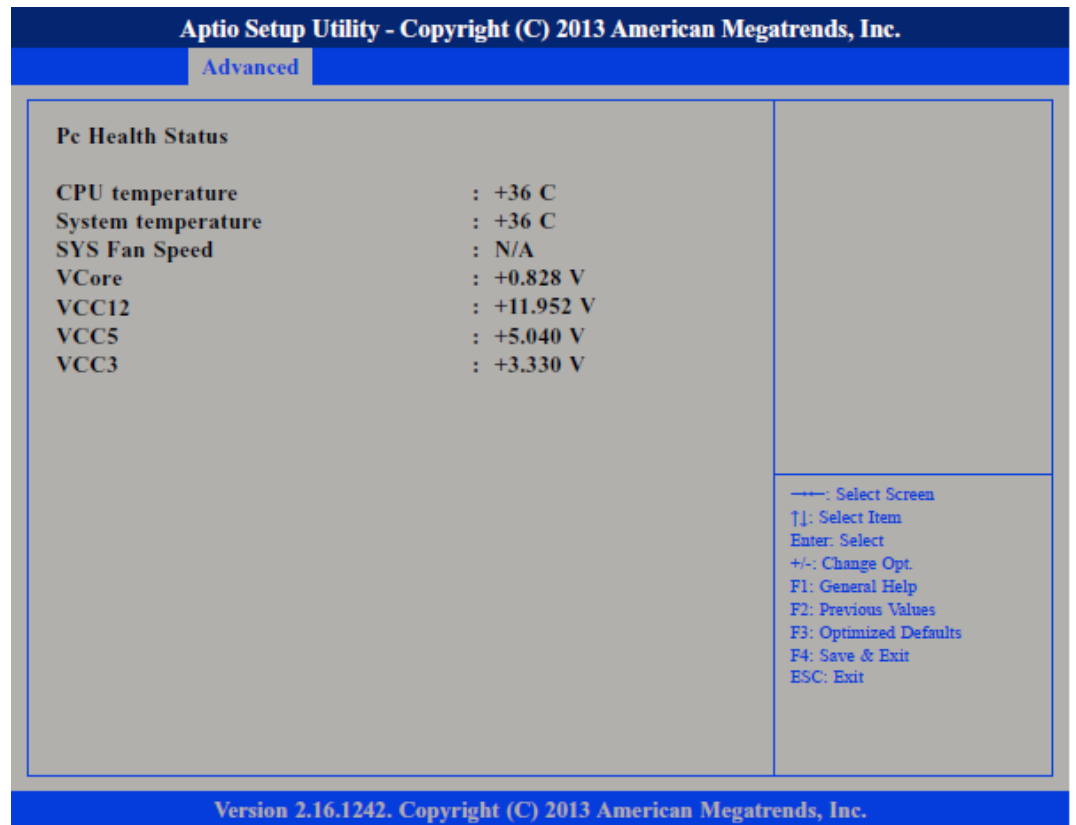 Aptio Setup Utility - Copyright (C) 2013 American Megatrends, Inc.
Advanced
Pc Health Status
CPU temperature : +36 C
System temperature : +36 C
SYS Fan Speed : N/A
VCore : +0.828 V
VCC12 : +11.952 V
VCC5 : +5.040 V
VCC3 : +3.330 V
→←: Select Screen
↑↓: Select Item
Enter: Select
+/-: Change Opt.
F1: General Help
F2: Previous Values
F3: Optimized Defaults
F4: Save & Exit
ESC: Exit
Version 2.16.1242. Copyright (C) 2013 American Megatrends, Inc.